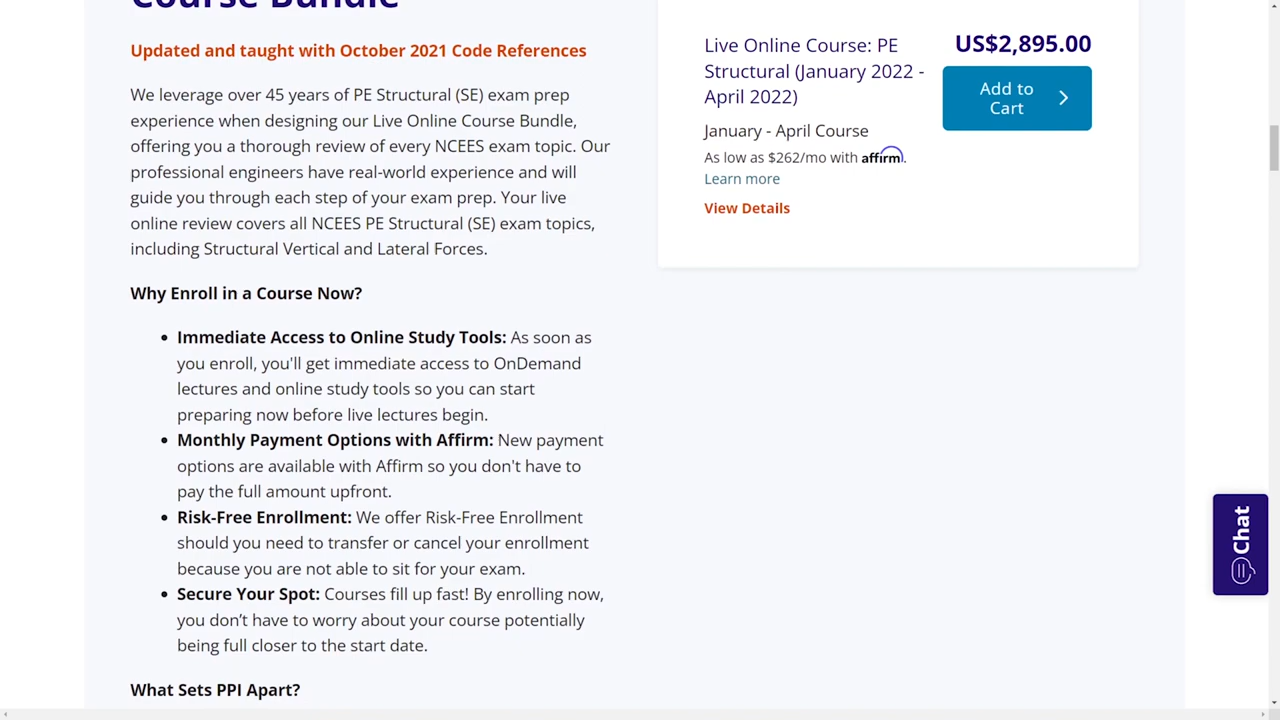 Course Bundle
Updated and taught with October 2021 Code References
We leverage over 45 years of PE Structural (SE) exam prep
experience when designing our Live Online Course Bundle,
offering you a thorough review of every NCEES exam topic. Our
professional engineers have real-world experience and will
guide you through each step of your exam prep. Your live
online review covers all NCEES PE Structural (SE) exam topics,
including Structural Vertical and Lateral Forces.
Why Enroll in a Course Now?
Immediate Access to Online Study Tools: As soon as
you enroll, you'll get immediate access to OnDemand
lectures and online study tools so you can start
preparing now before live lectures begin.
Monthly Payment Options with Affirm: New payment
options are available with Affirm so you don't have to
pay the full amount upfront.
Risk-Free Enrollment: We offer Risk-Free Enrollment
should you need to transfer or cancel your enrollment
because you are not able to sit for your exam.
Secure Your Spot: Courses fill up fast! By enrolling now,
you don’t have to worry about your course potentially
being full closer to the start date.
What Sets PPI Apart?
Live Online Course: PE
Structural (January 2022 -
April 2022)
January - April Course
As low as $262/mo with affirm.
Learn more
View Details
US$2,895.00
Add to
Cart
Chat